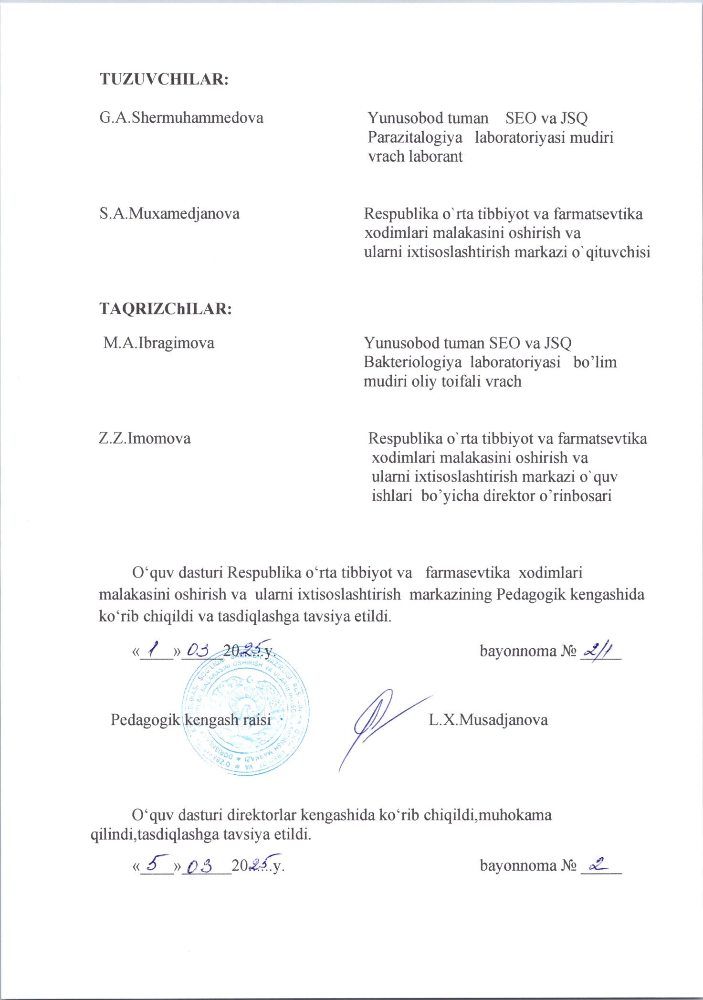 TUZUVCHILAR:
G.A.Shermuhammedova Yunusobod tuman SEO va JSQ
Parazitalogiya laboratoriyasi mudiri
vrach laborant
S.A.Muxamedjanova Respublika o`rta tibbiyot va farmatsevtika
xodimlari malakasini oshirish va
ularni ixtisoslashtirish markazi o`qituvchisi
TAQRIZChILAR:
M.A.Ibragimova Yunusobod tuman SEO va JSQ
Bakteriologiya laboratoriyasi bo’lim
mudiri oliy toifali vrach
Z.Z.Imomova Respublika o`rta tibbiyot va farmatsevtika
xodimlari malakasini oshirish va
ularni ixtisoslashtirish markazi o`quv
ishlari bo’yicha direktor o’rinbosari
O‘quv dasturi Respublika o‘rta tibbiyot va farmasevtika xodimlari
malakasini oshirish va ularni ixtisoslashtirish markazining Pedagogik kengashida
ko‘rib chiqildi va tasdiqlashga tavsiya etildi.
« 1 » 03 2025 y. bayonnoma № 2/1
SOG'LIQNI SAQLASH VAZIRLIGI
MALAKASINI OSHIRISH VA ULARNI
MARKAZI
TIBBIYOT VA
Pedagogik kengash raisi L.X.Musadjanova
O‘quv dasturi direktorlar kengashida ko‘rib chiqildi,muhokama
qilindi,tasdiqlashga tavsiya etildi.
« 5 » 03 2025 y. bayonnoma № 2